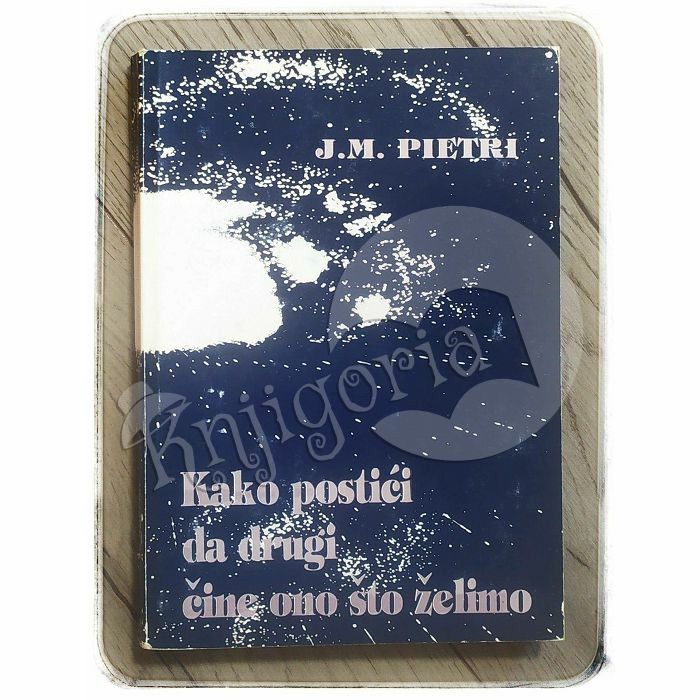 J.M. PIETRI
Knjigoria
Kako postići
da drugi
čine ono što želimo